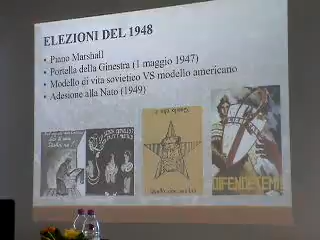 ELEZIONI DEL 1948
• Piano Marshall
• Portella della Ginestra (1 maggio 1947)
• Modello di vita sovietico VS modello americano
• Adesione alla Nato (1949)
DIFENDETEMI!